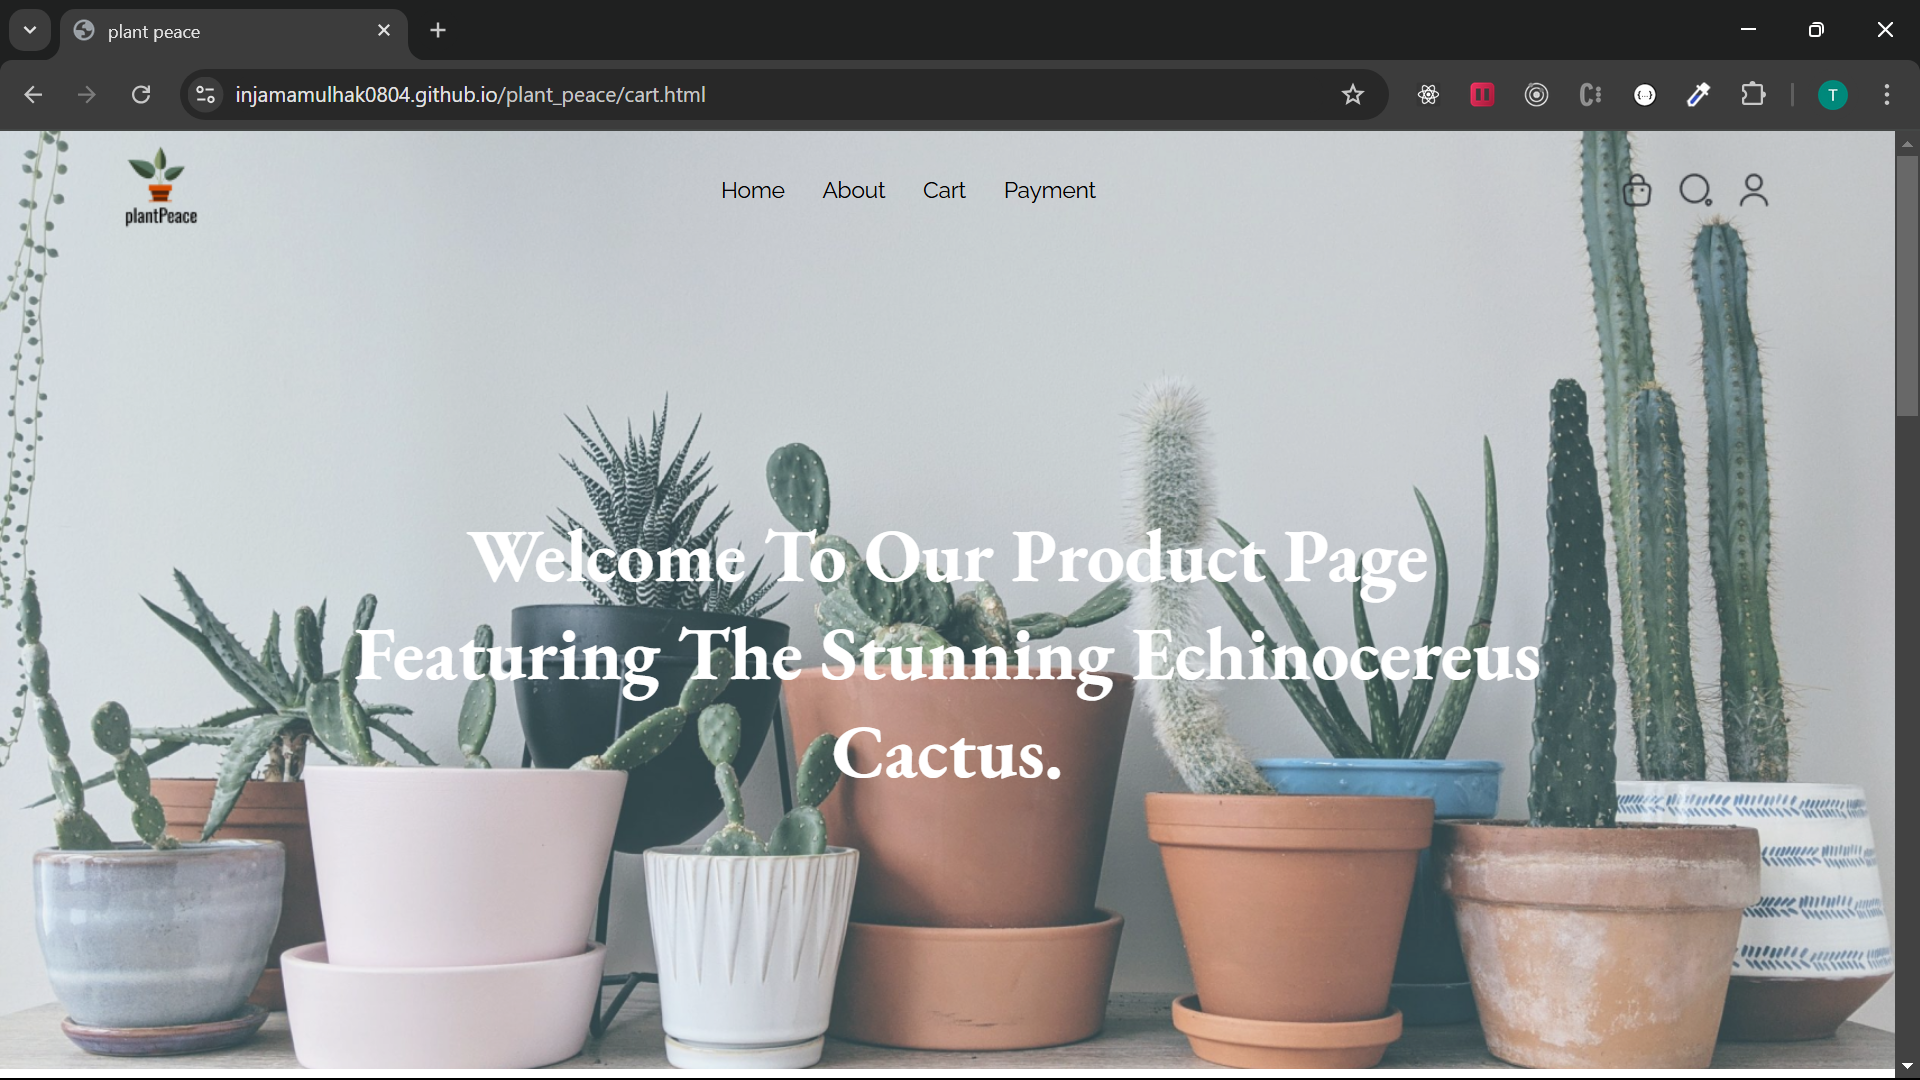 plant peace
injamamulhak0804.github.io/plant_peace/cart.html
T
plantPeace
Home About Cart Payment
Welcome To Our Product Page
Featuring The Stunning Echinocereus
Cactus.